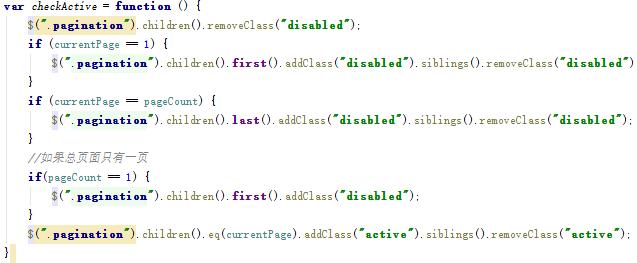 var checkActive = function () {
    $(".pagination").children().removeClass("disabled");
    if (currentPage == 1) {
        $(".pagination").children().first().addClass("disabled").siblings().removeClass("disabled")
    }
    if (currentPage == pageCount) {
        $(".pagination").children().last().addClass("disabled").siblings().removeClass("disabled");
    }
    //如果总页面只有一页
    if(pageCount == 1) {
        $(".pagination").children().first().addClass("disabled");
    }
    $(".pagination").children().eq(currentPage).addClass("active").siblings().removeClass("active");
}